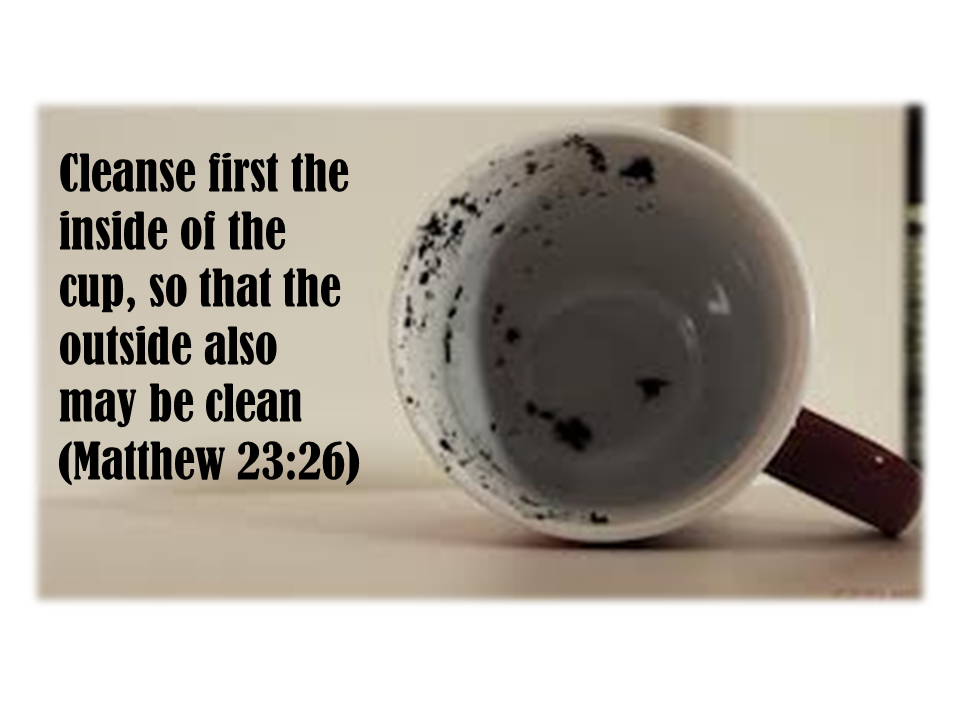 Cleanse first the
inside of the
cup, so that the
outside also
may be clean
(Matthew 23:26)